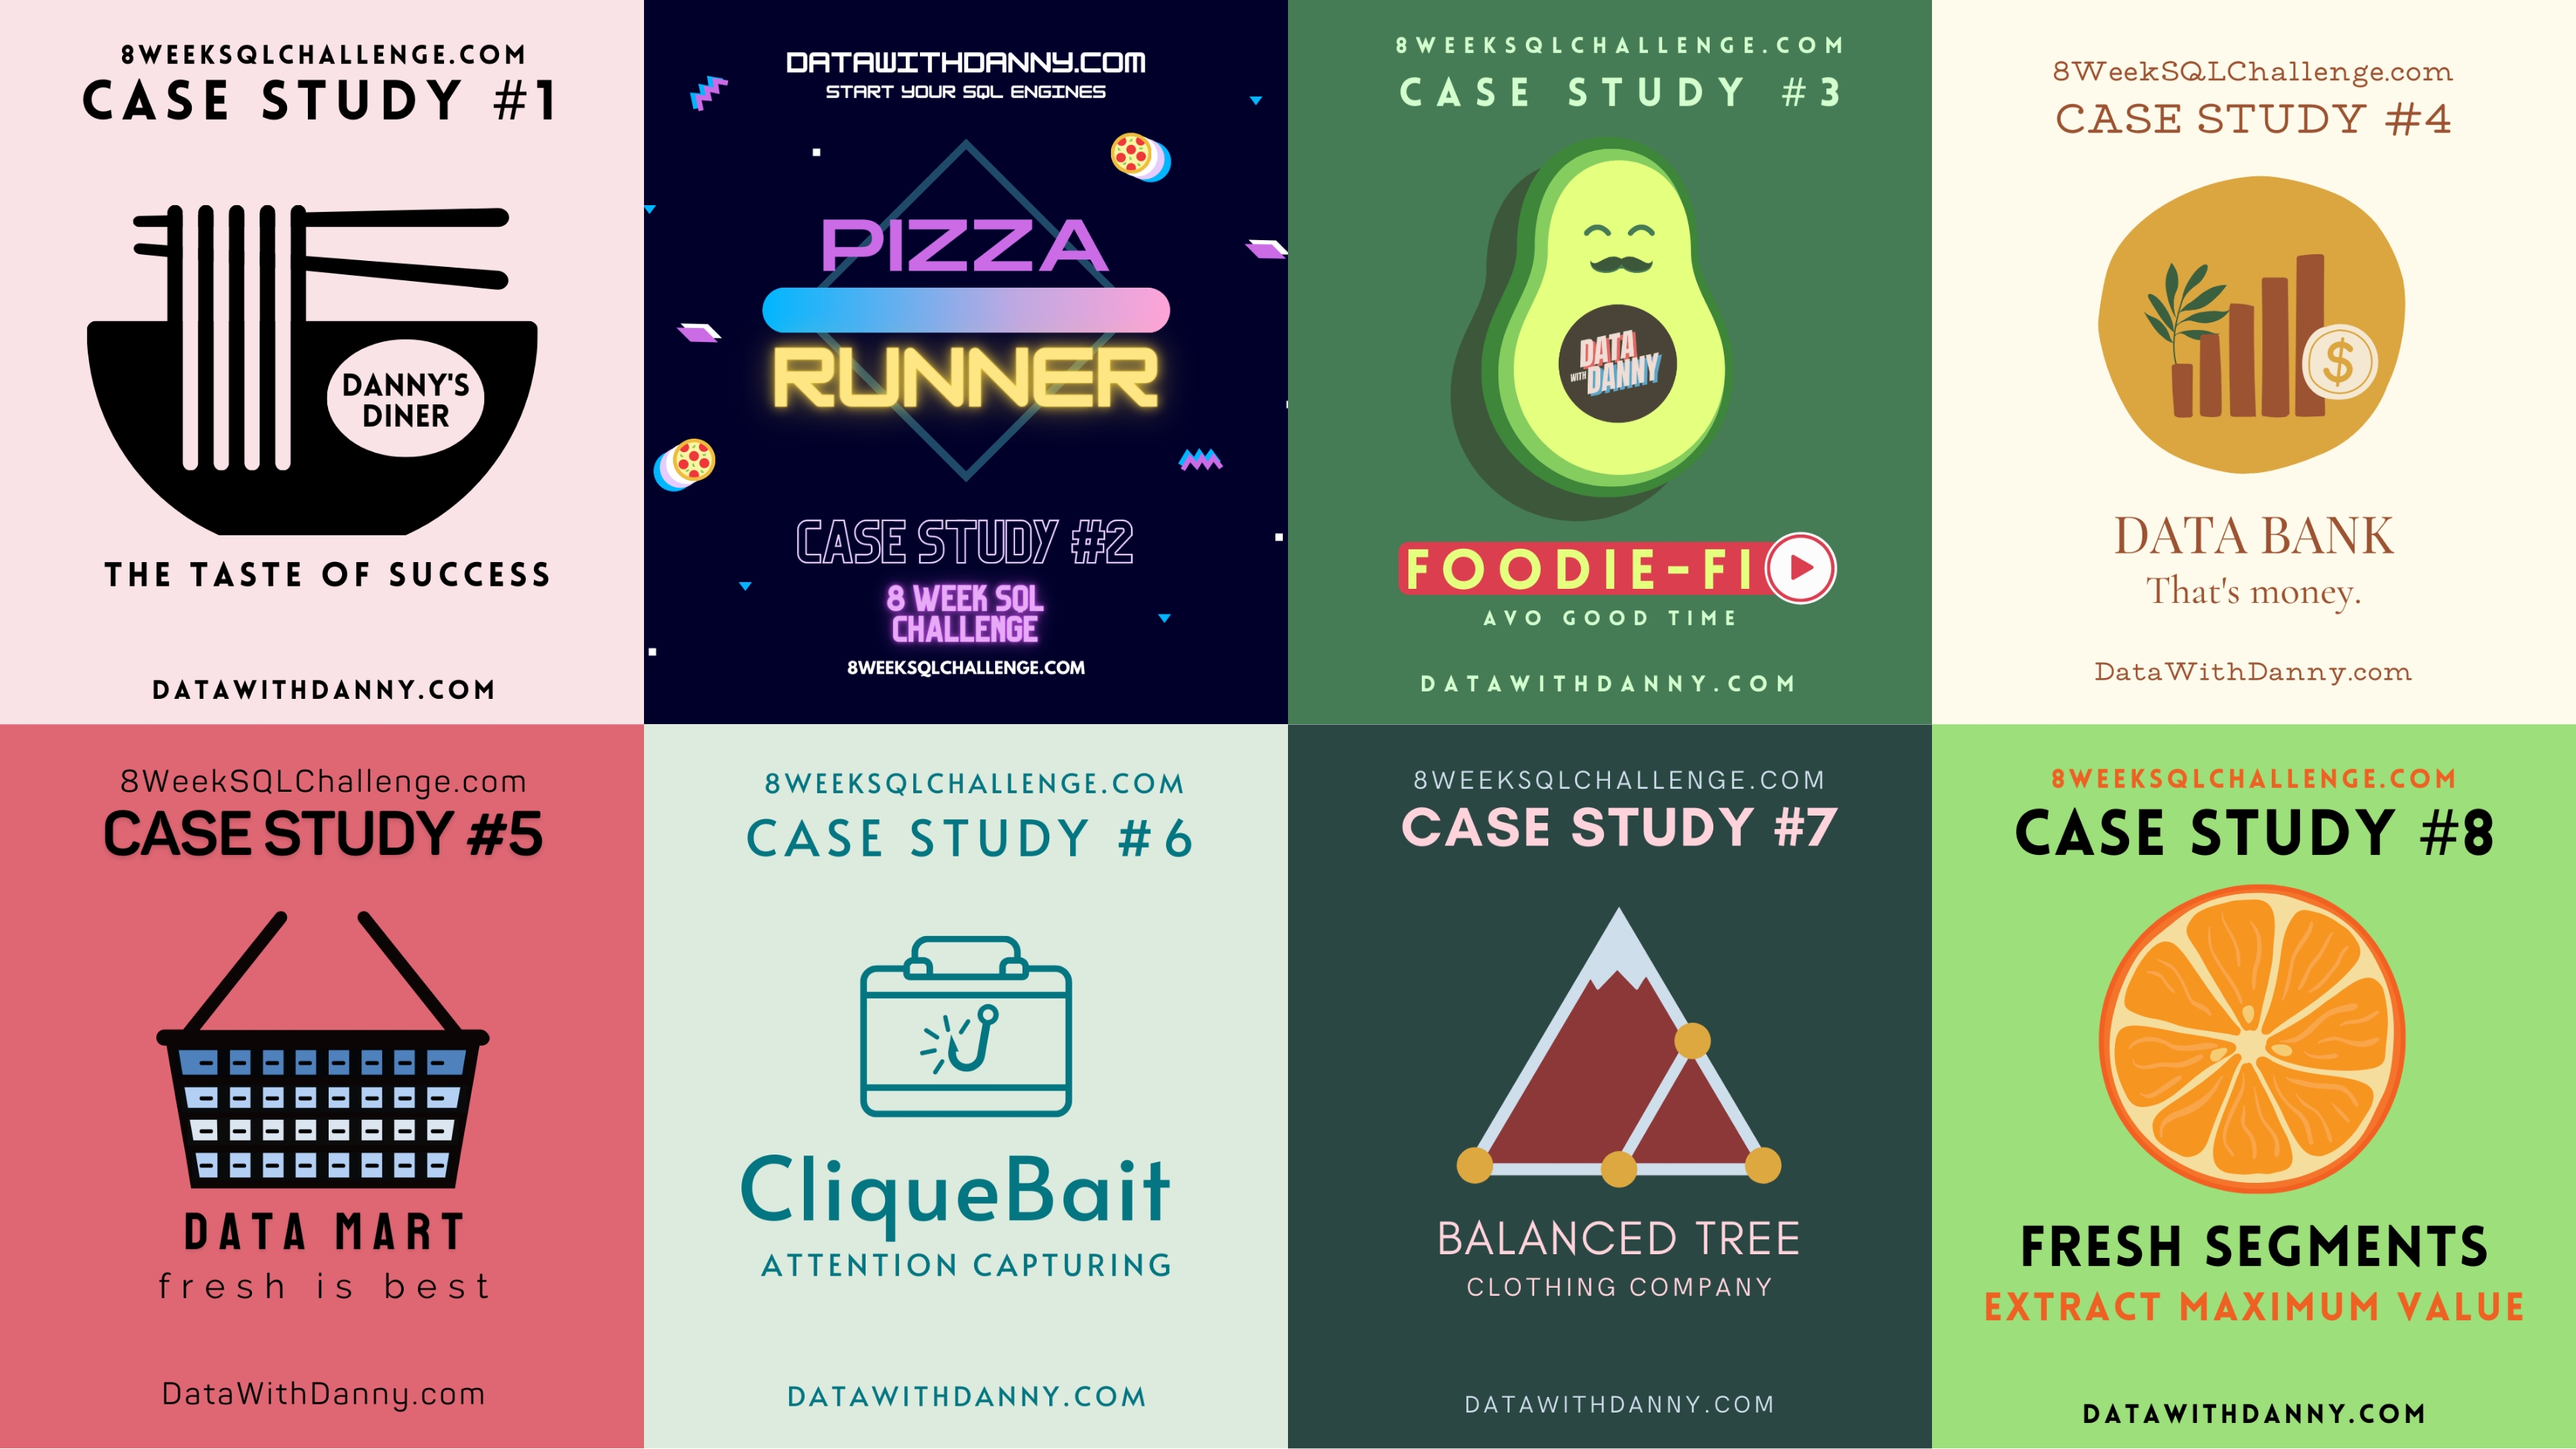 8WEEKSQLCHALLENGE.COM
CASE STUDY #1
DANNY'S
DINER
THE TASTE OF SUCCESS
DATAWITHDANNY.COM
DATAWITHDANNY.COM
START YOUR SQL ENGINES
PIZZA
RUNNER
CASE STUDY #2
8 WEEK SQL
CHALLENGE
8WEEKSQLCHALLENGE.COM
8WEEKSQLCHALLENGE.COM
CASE STUDY #3
DATA
WITH DANNY
FOODIE-FI
AVO GOOD TIME
DATAWITHDANNY.COM
8WeekSQLChallenge.com
CASE STUDY #4
$
DATA BANK
That's money.
DataWithDanny.com
8WeekSQLChallenge.com
CASE STUDY #5
DATA MART
fresh is best
DataWithDanny.com
8WEEKSQLCHALLENGE.COM
CASE STUDY #6
CliqueBait
ATTENTION CAPTURING
DATAWITHDANNY.COM
8WEEKSQLCHALLENGE.COM
CASE STUDY #7
BALANCED TREE
CLOTHING COMPANY
DATAWITHDANNY.COM
8WEEKSQLCHALLENGE.COM
CASE STUDY #8
FRESH SEGMENTS
EXTRACT MAXIMUM VALUE
DATAWITHDANNY.COM